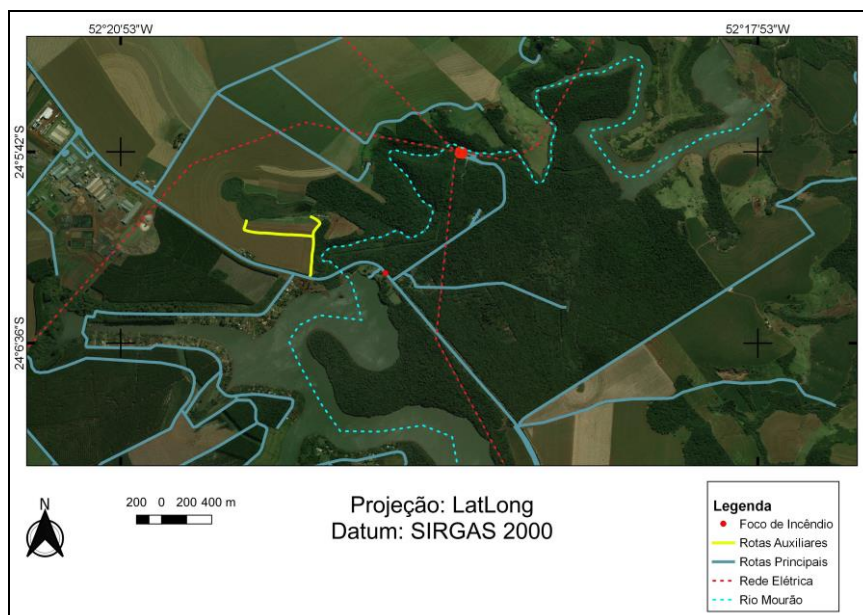 52°20'53"W 52°17'53"W
24°5'42"S
24°6'36"S
N
200 0 200 400 m
Projeção: LatLong
Datum: SIRGAS 2000
Legenda
Foco de Incêndio
Rotas Auxiliares
Rotas Principais
Rede Elétrica
Rio Mourão